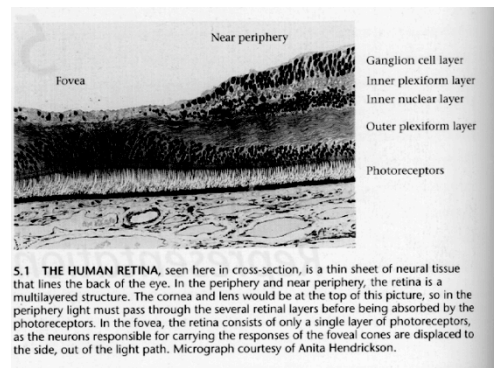 Near periphery
Fovea
Ganglion cell layer
Inner plexiform layer
Inner nuclear layer
Outer plexiform layer
Photoreceptors
5.1 THE HUMAN RETINA, seen here in cross-section, is a thin sheet of neural tissue
that lines the back of the eye. In the periphery and near periphery, the retina is a
multilayered structure. The cornea and lens would be at the top of this picture, so in the
periphery light must pass through the several retinal layers before being absorbed by the
photoreceptors. In the fovea, the retina consists of only a single layer of photoreceptors,
as the neurons responsible for carrying the responses of the foveal cones are displaced to
the side, out of the light path. Micrograph courtesy of Anita Hendrickson.